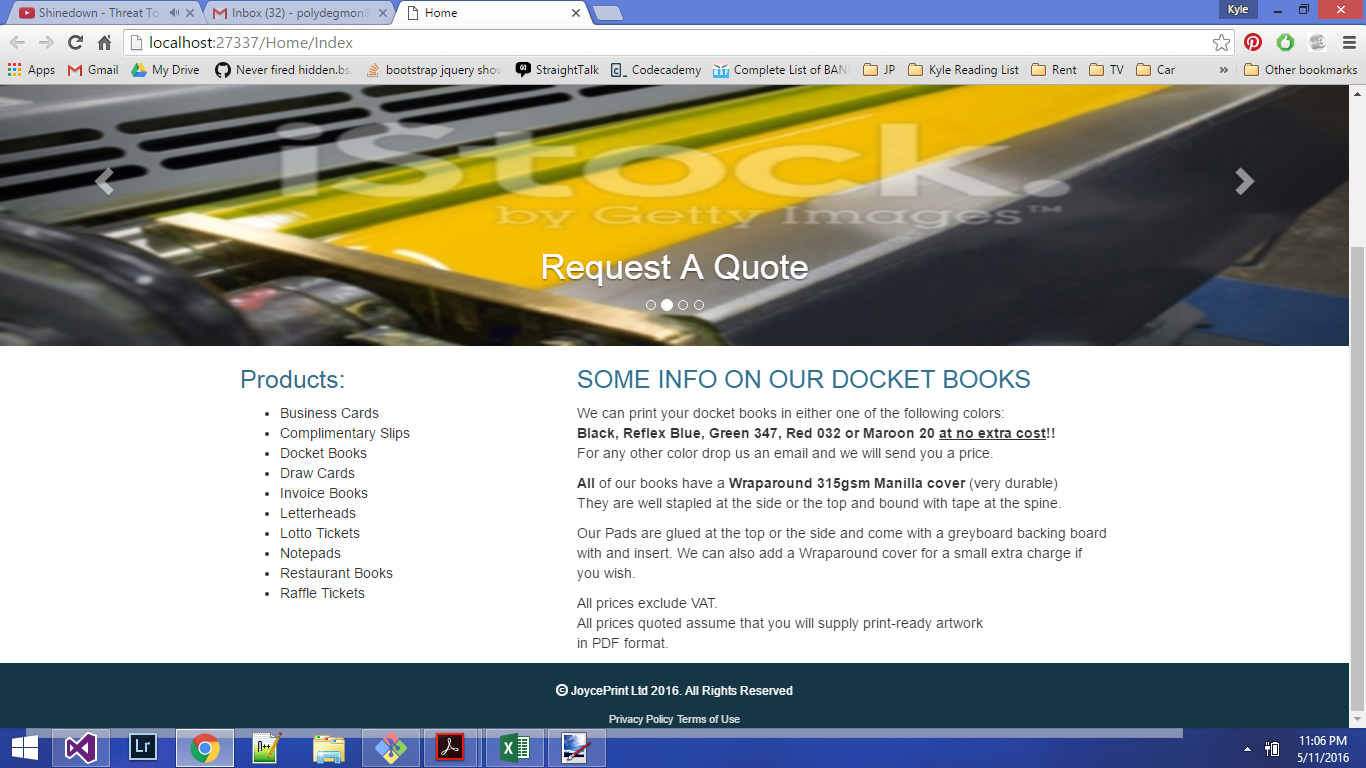 Shinedown - Threat To
Inbox (32) - polydegmon@
Home
Kyle
localhost:27337/Home/Index
Apps
Gmail
My Drive
Never fired hidden.bs.
bootstrap jquery show
StraightTalk
Codecademy
Complete List of BAN
JP
Kyle Reading List
Rent
TV
Car
»
Other bookmarks
iStock.
by Getty Images™
Request A Quote
Products:
• Business Cards
• Complimentary Slips
• Docket Books
• Draw Cards
• Invoice Books
• Letterheads
• Lotto Tickets
• Notepads
• Restaurant Books
• Raffle Tickets
SOME INFO ON OUR DOCKET BOOKS
We can print your docket books in either one of the following colors:
Black, Reflex Blue, Green 347, Red 032 or Maroon 20 at no extra cost!!
For any other color drop us an email and we will send you a price.
All of our books have a Wraparound 315gsm Manilla cover (very durable)
They are well stapled at the side or the top and bound with tape at the spine.
Our Pads are glued at the top or the side and come with a greyboard backing board
with and insert. We can also add a Wraparound cover for a small extra charge if
you wish.
All prices exclude VAT.
All prices quoted assume that you will supply print-ready artwork
in PDF format.
© JoycePrint Ltd 2016. All Rights Reserved
Privacy Policy Terms of Use
Lr
11:06 PM
5/11/2016